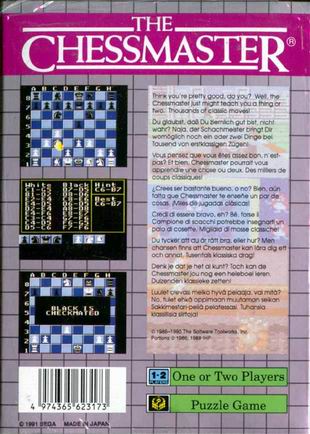 THE
CHESSMASTER®
A B C D E F G H
Think you're pretty good, do you? Well, the
Chessmaster just might teach you a thing or
two. Thousands of classic moves!
Du glaubst, daß Du ziemlich gut bist, nicht
wahr? Naja, der Schachmeister bringt Dir
womöglich noch ein oder zwei Dinge bei.
Tausend von erstklassigen Zügen!
Vous pensez que vous êtes assez bon, n'est-
pas? Et bien, Chessmaster pourrait vous
apprendre une chose ou deux. Des milliers de
coups classiques!
¿Crees ser bastante bueno, o no? Bien, aún
falta que Chessmaster te enseñe un par de
cosas. ¡Miles de jugadas clásicas!
Credi di essere bravo, eh? Bè, forse il
Campione di scacchi potrebbe insegnarti un
paio di cosette. Migliaia di mosse classiche!
Du tycker att du är rätt bra, eller hur? Men
chansen finns att Chessmaster kan lära dig ett
och annat. Tusentals klassiska drag!
Denk je dat je het al kunt? Toch kan de
Chessmaster jou nog een heleboel leren.
Duizenden klassieke zetten!
Luulet olevasi melko hyvä pelaaja, vai mitä?
No, tulet ehkä oppimaan muutaman seikan
Sakkimestari-peliä pelatessasi. Tuhansia
klassillisia siirtoja!
White Black Hint
Best
A B C D E F G H
BLACK IS
CHECKMATED
© 1986-1990 The Software Toolworks, Inc.
Portions © 1986, 1989 IHP.
1-2
PLAYERS
One or Two Players
Puzzle Game
4 974365 623173
© 1991 SEGA MADE IN JAPAN